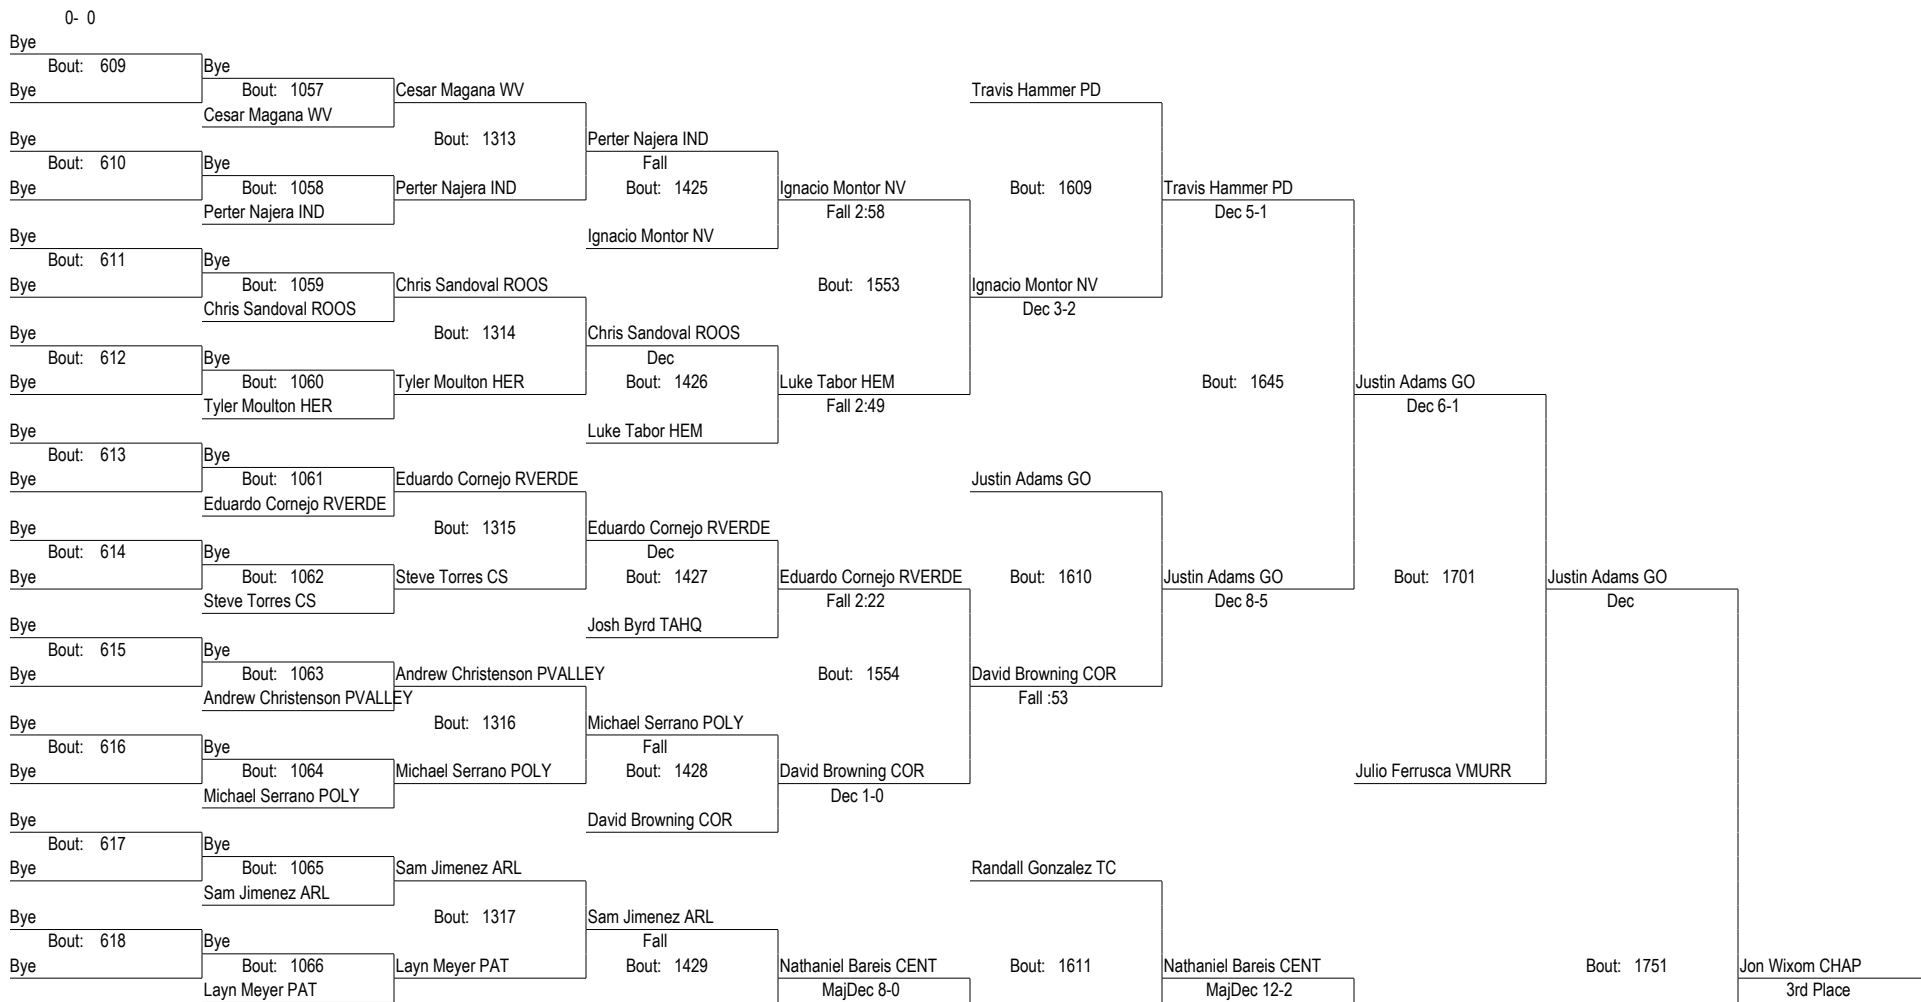 0- 0
Bye
Bout: 609 Bye
Bye Bout: 1057 Cesar Magana WV Travis Hammer PD
Cesar Magana WV
Bye Bout: 1313 Perter Najera IND
Bout: 610 Bye Fall
Bye Bout: 1058 Perter Najera IND Bout: 1425 Ignacio Montor NV Bout: 1609 Travis Hammer PD
Perter Najera IND Fall 2:58 Dec 5-1
Bye Ignacio Montor NV
Bout: 611 Bye
Bye Bout: 1059 Chris Sandoval ROOS Bout: 1553 Ignacio Montor NV
Chris Sandoval ROOS Dec 3-2
Bye Bout: 1314 Chris Sandoval ROOS
Bout: 612 Bye Dec
Bye Bout: 1060 Tyler Moulton HER Bout: 1426 Luke Tabor HEM Bout: 1645 Justin Adams GO
Tyler Moulton HER Fall 2:49 Dec 6-1
Bye Luke Tabor HEM
Bout: 613 Bye
Bye Bout: 1061 Eduardo Cornejo RVERDE Justin Adams GO
Eduardo Cornejo RVERDE
Bye Bout: 1315 Eduardo Cornejo RVERDE
Bout: 614 Bye Dec
Bye Bout: 1062 Steve Torres CS Bout: 1427 Eduardo Cornejo RVERDE Bout: 1610 Justin Adams GO Bout: 1701 Justin Adams GO
Steve Torres CS Fall 2:22 Dec 8-5 Dec
Bye Josh Byrd TAHQ
Bout: 615 Bye
Bye Bout: 1063 Andrew Christenson PVALLEY Bout: 1554 David Browning COR
Andrew Christenson PVALLEY Fall :53
Bye Bout: 1316 Michael Serrano POLY
Bout: 616 Bye Fall
Bye Bout: 1064 Michael Serrano POLY Bout: 1428 David Browning COR Julio Ferrusca VMURR
Michael Serrano POLY Dec 1-0
Bye David Browning COR
Bout: 617 Bye
Bye Bout: 1065 Sam Jimenez ARL Randall Gonzalez TC
Sam Jimenez ARL
Bye Bout: 1317 Sam Jimenez ARL
Bout: 618 Bye Fall
Bye Bout: 1066 Layn Meyer PAT Bout: 1429 Nathaniel Bareis CENT Bout: 1611 Nathaniel Bareis CENT Bout: 1751 Jon Wixom CHAP
Layn Meyer PAT MajDec 8-0 MajDec 12-2 3rd Place